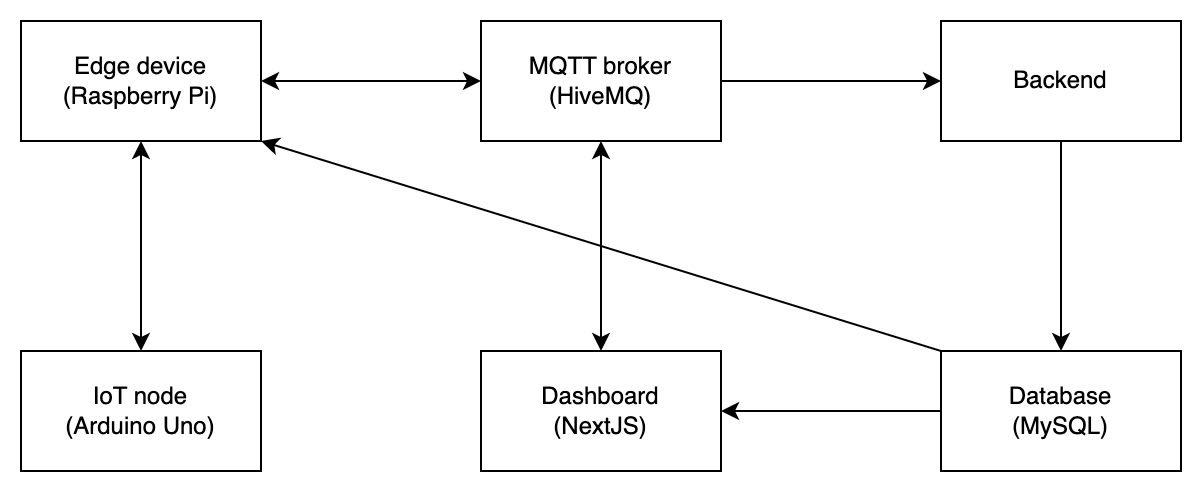 Edge device
(Raspberry Pi)
MQTT broker
(HiveMQ)
Backend
IoT node
(Arduino Uno)
Dashboard
(NextJS)
Database
(MySQL)